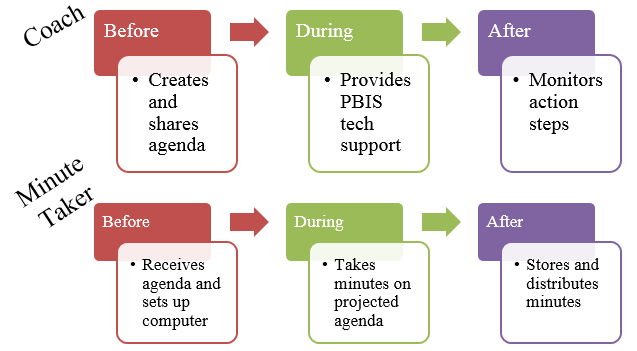 Coach
Before
During
After
• Creates
and
shares
agenda
• Provides
PBIS
tech
support
• Monitors
action
steps
Minute
Taker
Before
During
After
• Receives
agenda and
sets up
computer
• Takes
minutes on
projected
agenda
• Stores and
distributes
minutes